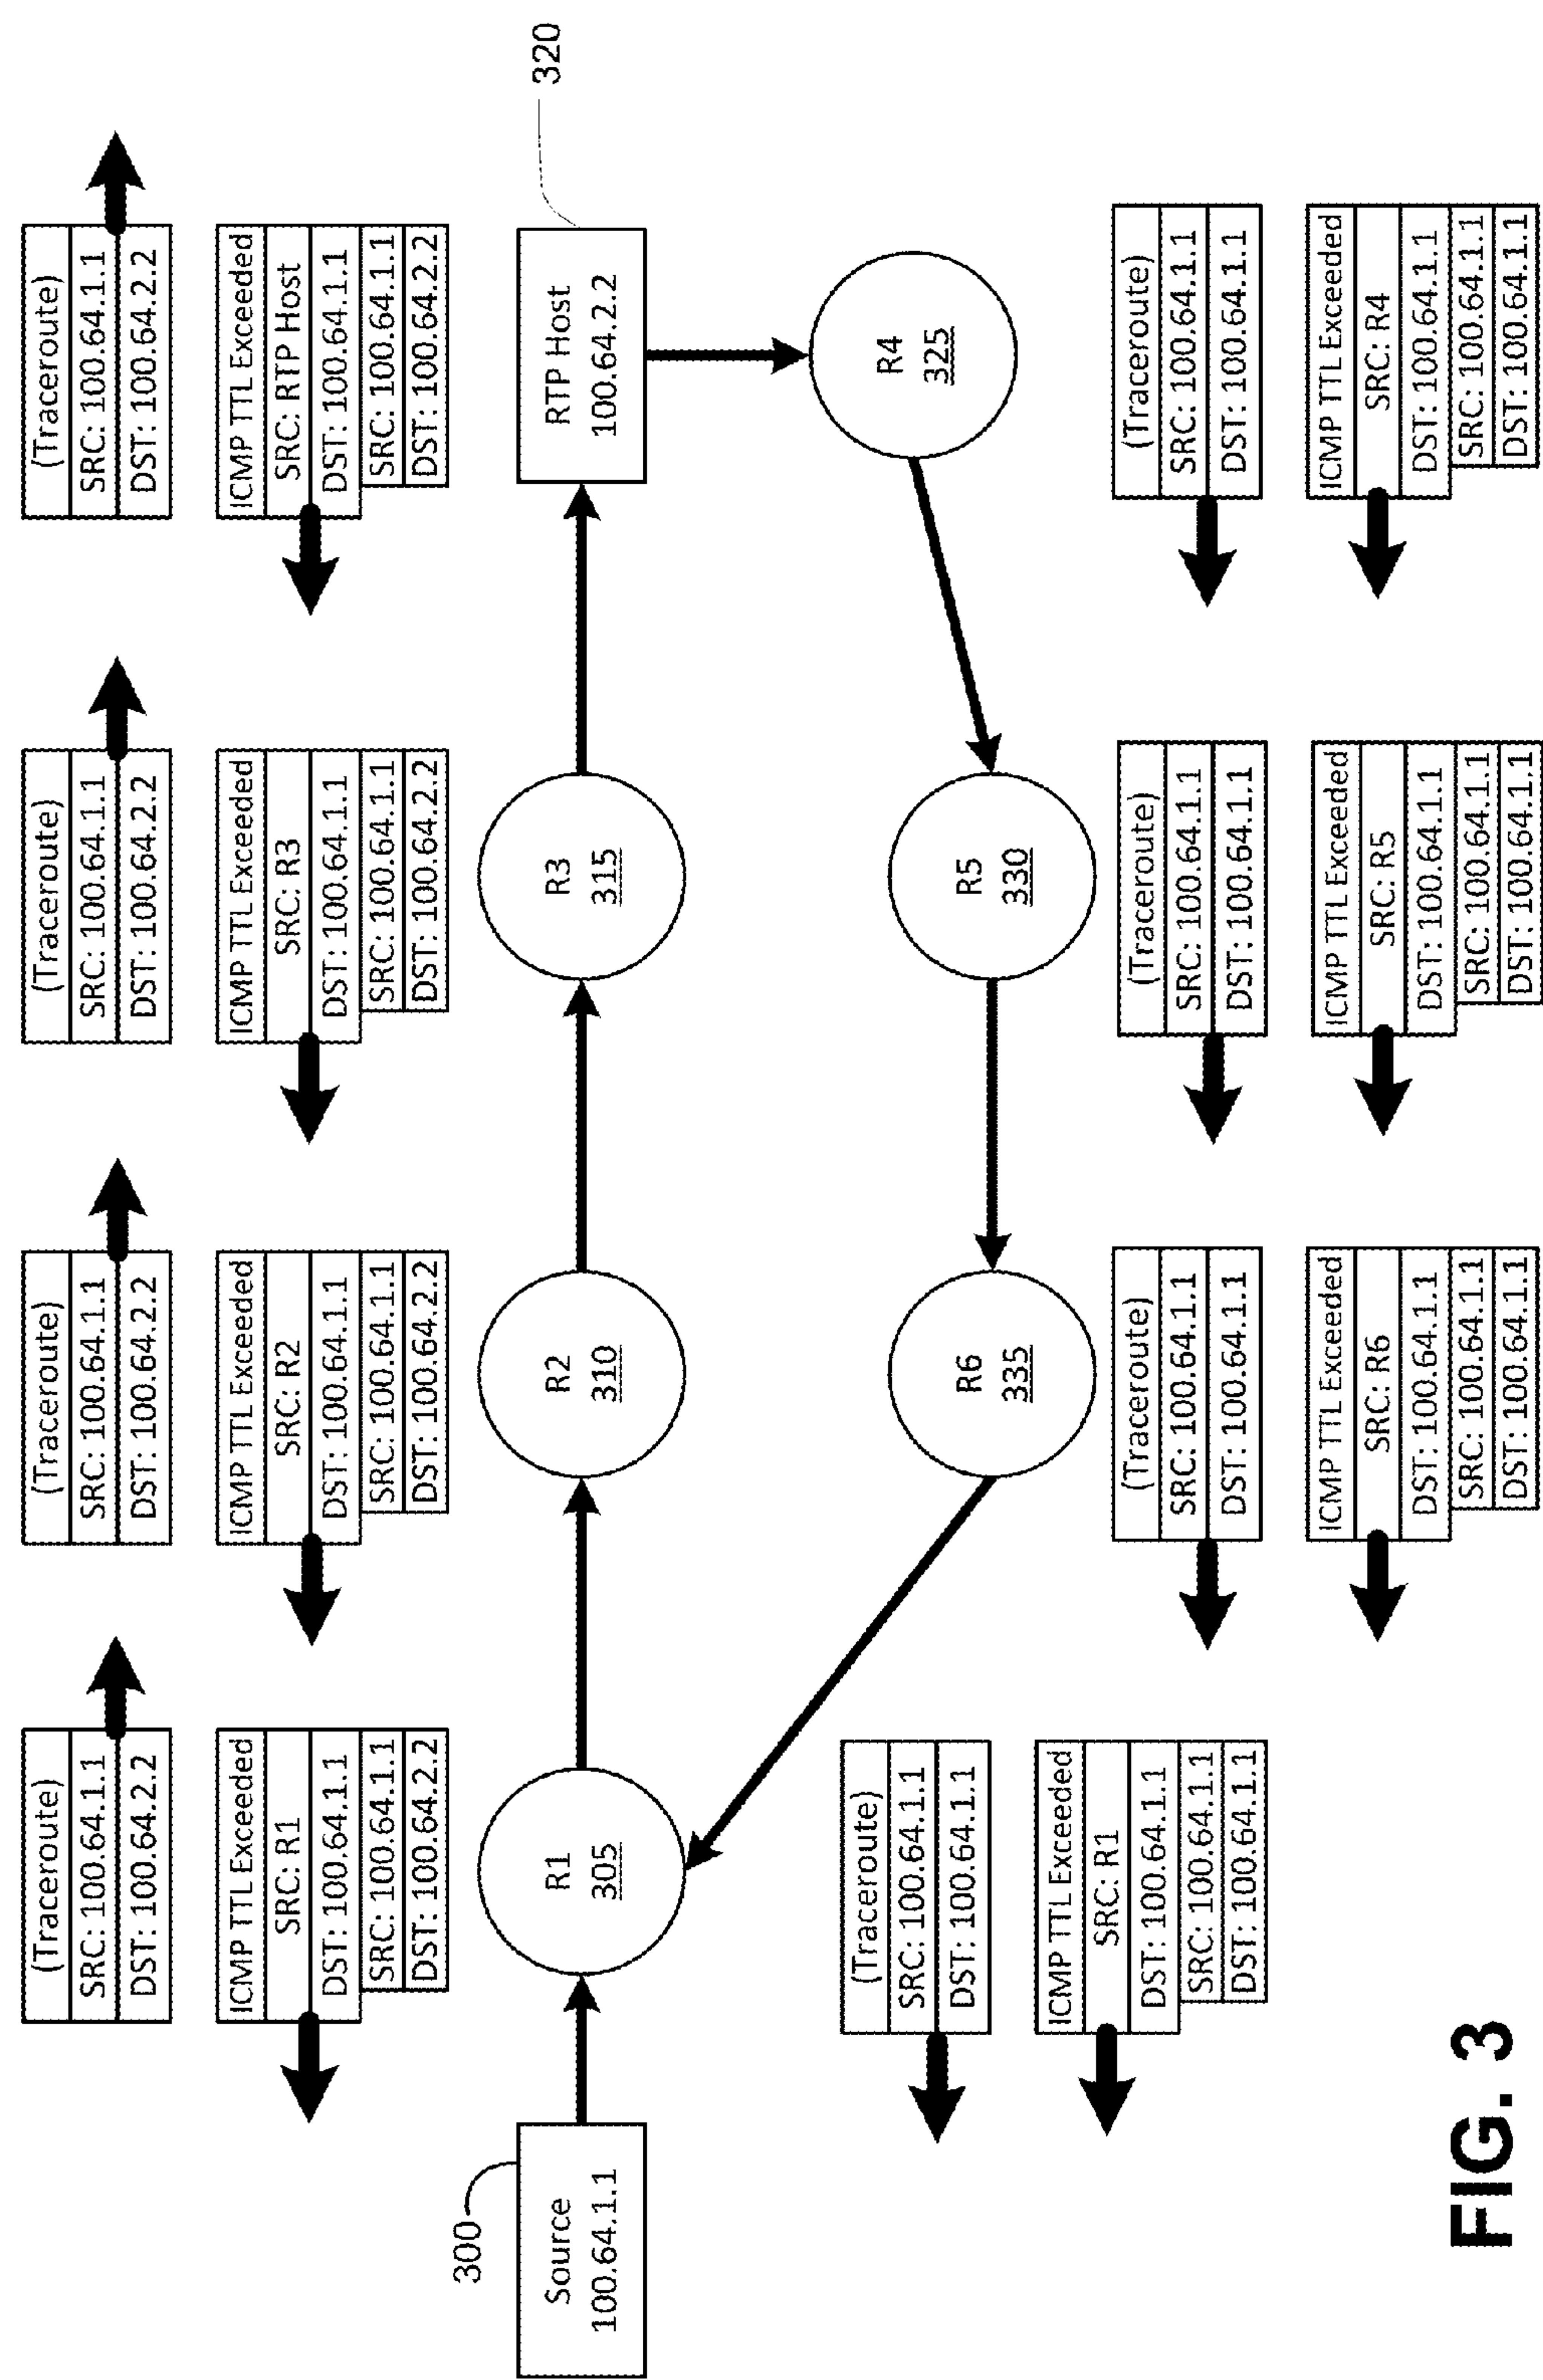 (Traceroute)
SRC: 100.64.1.1
DST: 100.64.2.2
(Traceroute)
SRC: 100.64.1.1
DST: 100.64.2.2
(Traceroute)
SRC: 100.64.1.1
DST: 100.64.2.2
(Traceroute)
SRC: 100.64.1.1
DST: 100.64.2.2
ICMP TTL Exceeded
SRC: R1
DST: 100.64.1.1
SRC: 100.64.1.1
DST: 100.64.2.2
ICMP TTL Exceeded
SRC: R2
DST: 100.64.1.1
SRC: 100.64.1.1
DST: 100.64.2.2
ICMP TTL Exceeded
SRC: R3
DST: 100.64.1.1
SRC: 100.64.1.1
DST: 100.64.2.2
ICMP TTL Exceeded
SRC: RTP Host
DST: 100.64.1.1
SRC: 100.64.1.1
DST: 100.64.2.2
300
Source
100.64.1.1
R1
305
R2
310
R3
315
RTP Host
100.64.2.2
320
R4
325
R5
330
R6
335
(Traceroute)
SRC: 100.64.1.1
DST: 100.64.1.1
ICMP TTL Exceeded
SRC: R1
DST: 100.64.1.1
SRC: 100.64.1.1
DST: 100.64.1.1
(Traceroute)
SRC: 100.64.1.1
DST: 100.64.1.1
(Traceroute)
SRC: 100.64.1.1
DST: 100.64.1.1
(Traceroute)
SRC: 100.64.1.1
DST: 100.64.1.1
ICMP TTL Exceeded
SRC: R6
DST: 100.64.1.1
SRC: 100.64.1.1
DST: 100.64.1.1
ICMP TTL Exceeded
SRC: R5
DST: 100.64.1.1
SRC: 100.64.1.1
DST: 100.64.1.1
ICMP TTL Exceeded
SRC: R4
DST: 100.64.1.1
SRC: 100.64.1.1
DST: 100.64.1.1
FIG. 3